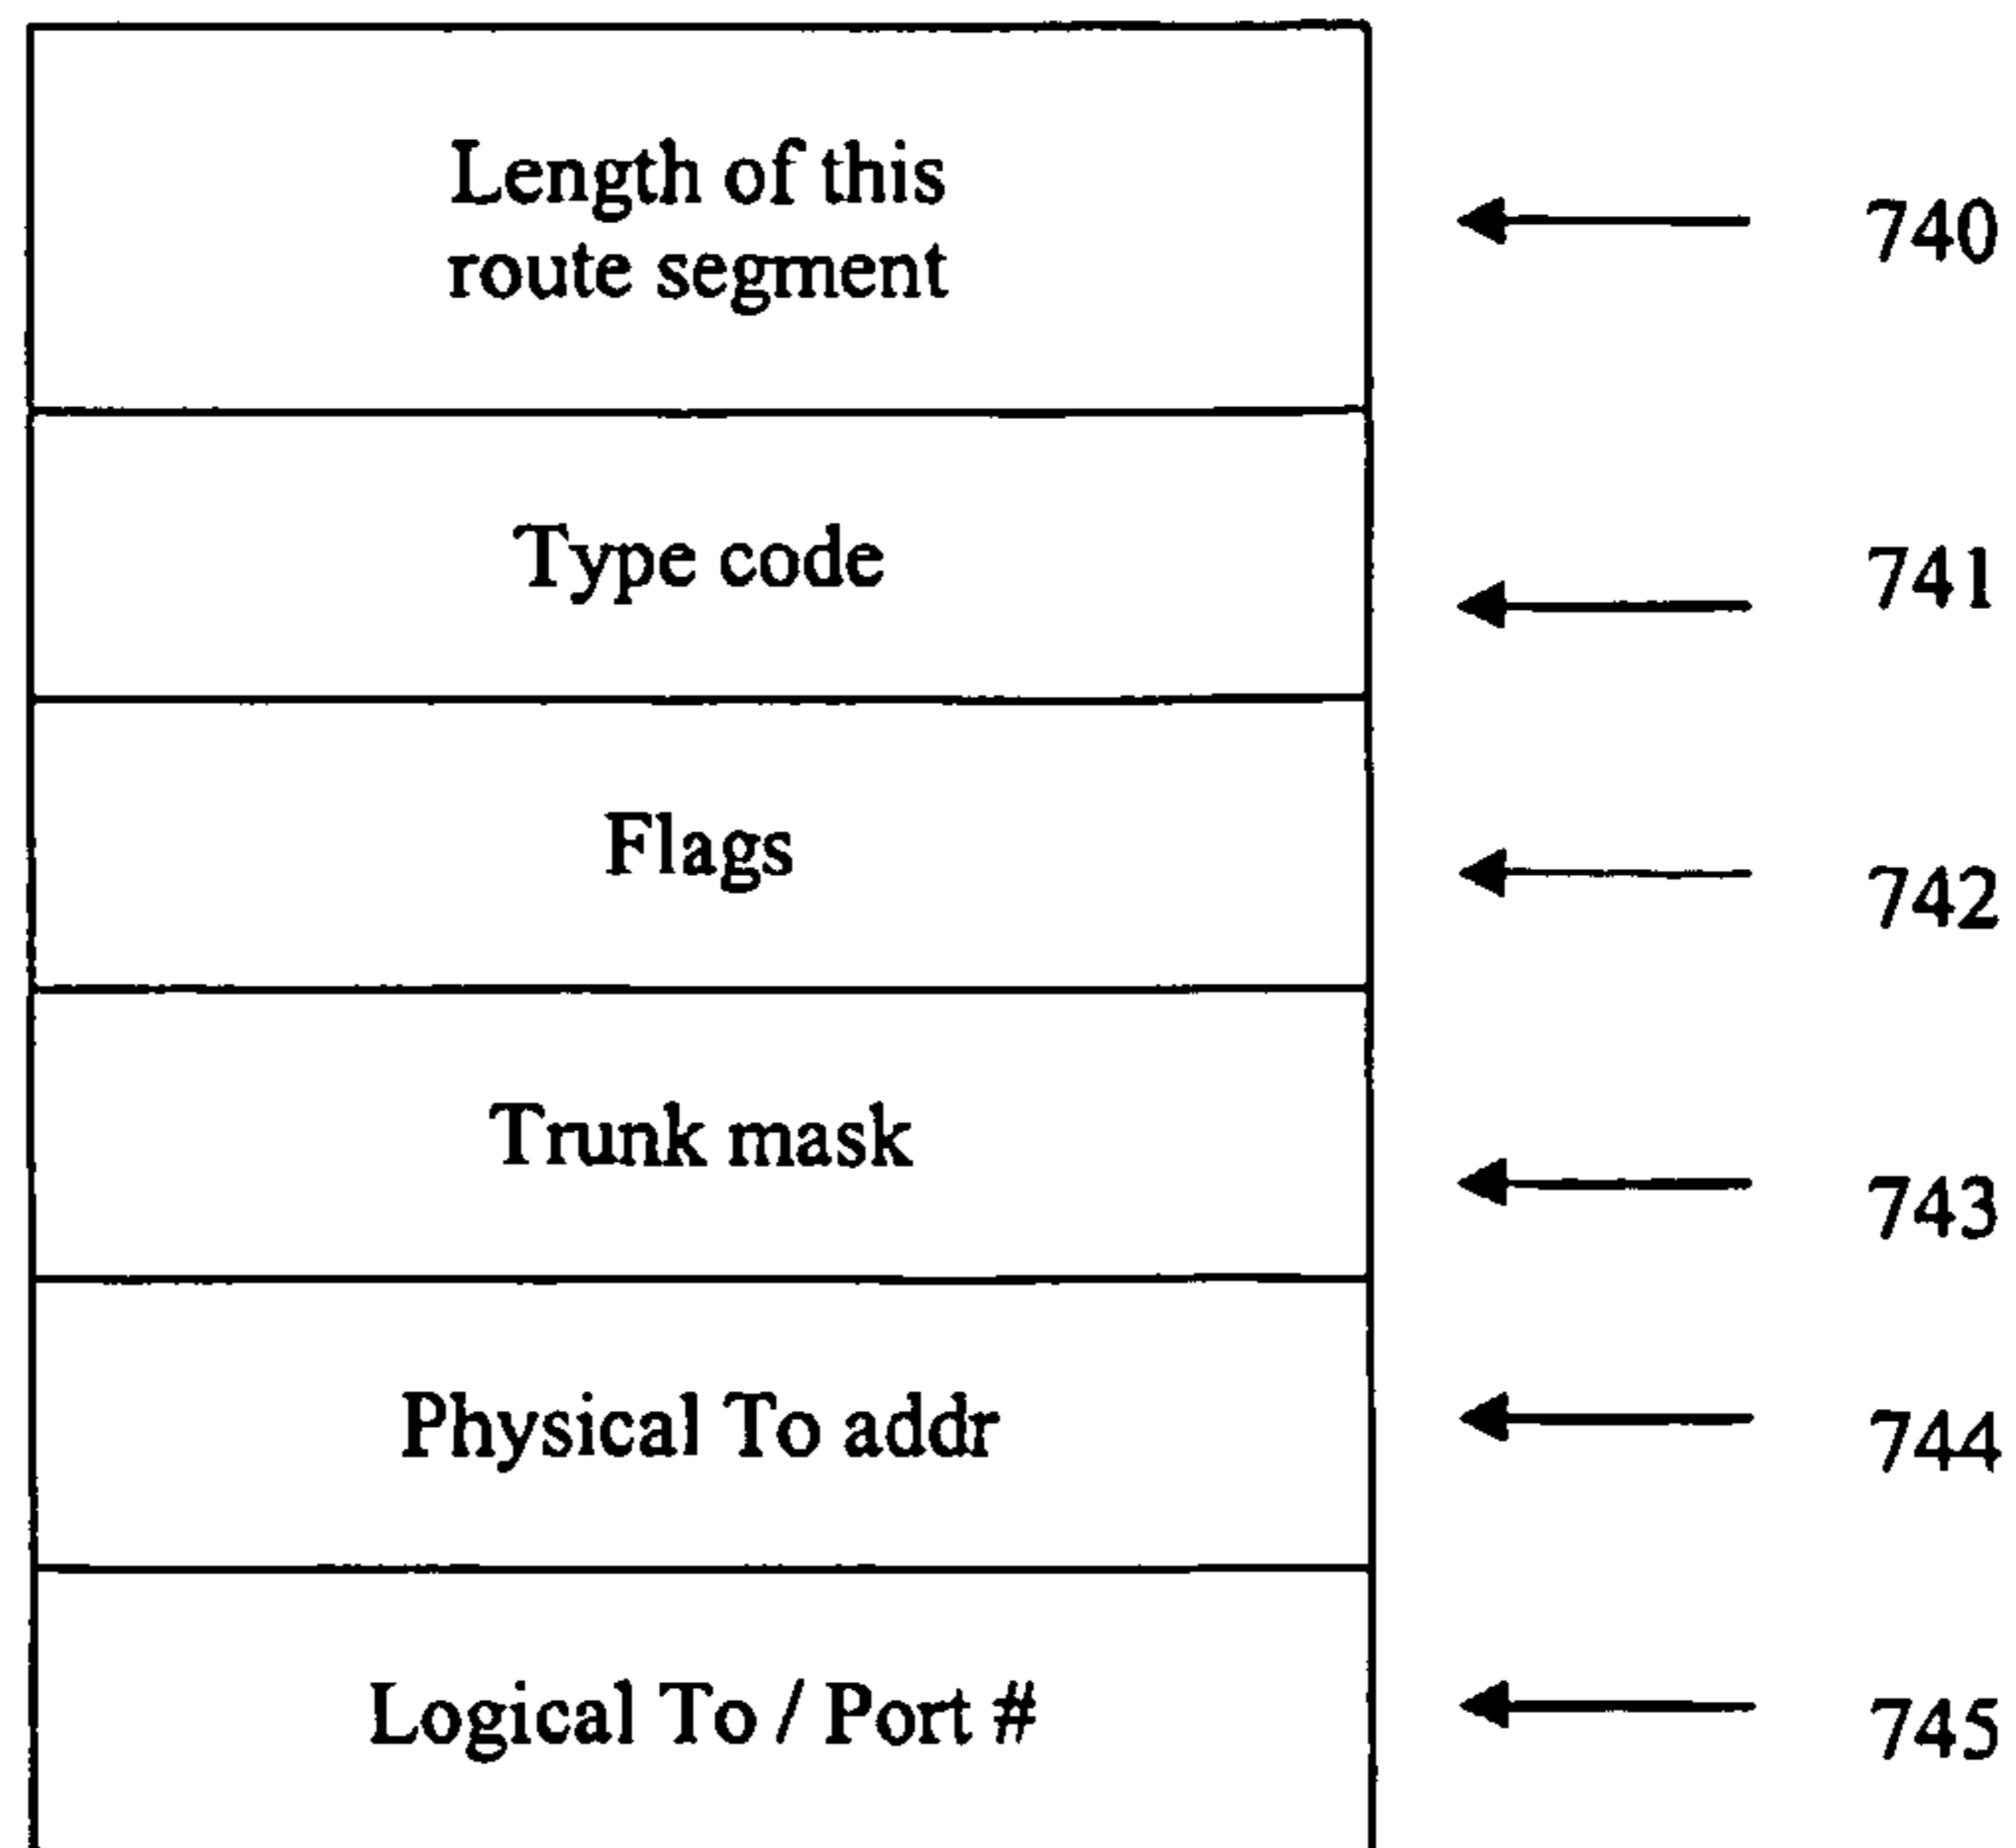 Length of this
route segment
740
Type code
741
Flags
742
Trunk mask
743
Physical To addr
744
Logical To / Port #
745